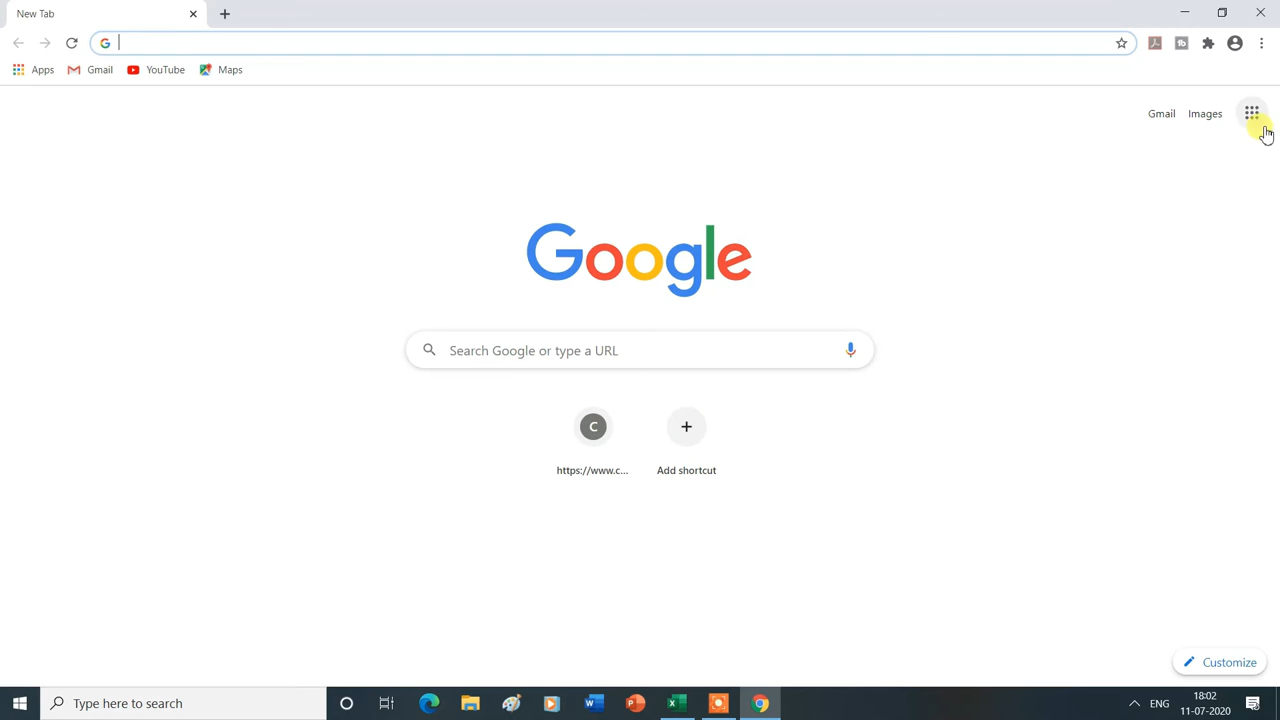 New Tab
Apps Gmail YouTube Maps
Gmail Images
Google
Search Google or type a URL
C
https://www.c... Add shortcut
Customize
Type here to search
ENG
18:02
11-07-2020